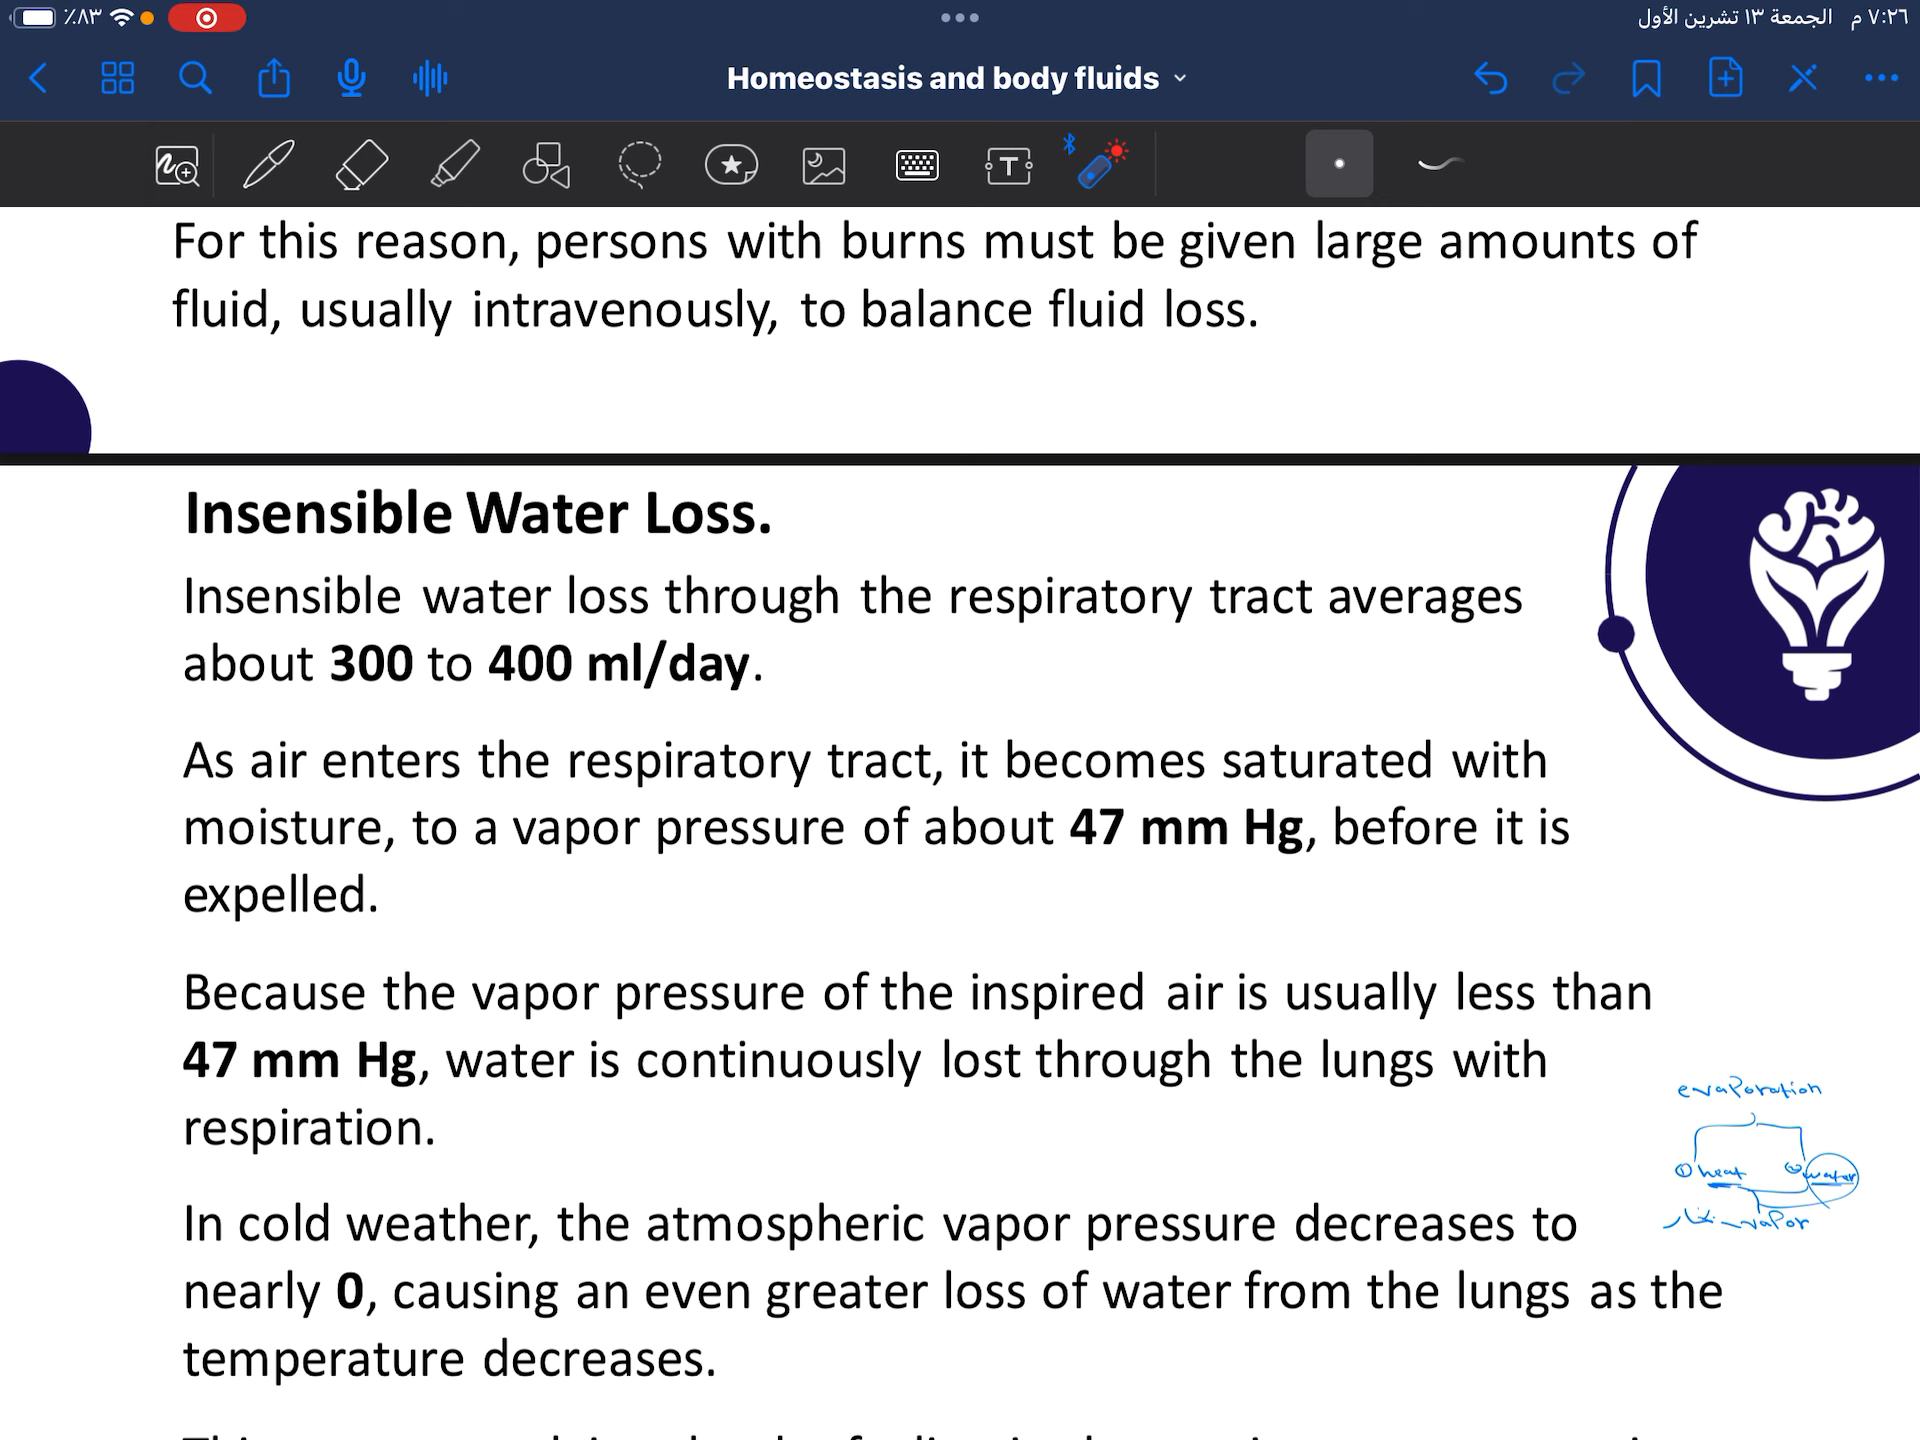 ٪٨٣
٧:٢٦ م الجمعة ١٣ تشرين الأول
Homeostasis and body fluids
T
For this reason, persons with burns must be given large amounts of
fluid, usually intravenously, to balance fluid loss.
Insensible Water Loss.
Insensible water loss through the respiratory tract averages
about 300 to 400 ml/day.
As air enters the respiratory tract, it becomes saturated with
moisture, to a vapor pressure of about 47 mm Hg, before it is
expelled.
Because the vapor pressure of the inspired air is usually less than
47 mm Hg, water is continuously lost through the lungs with
respiration.
evaporation
① heat ② water
vapor
In cold weather, the atmospheric vapor pressure decreases to
nearly 0, causing an even greater loss of water from the lungs as the
temperature decreases.